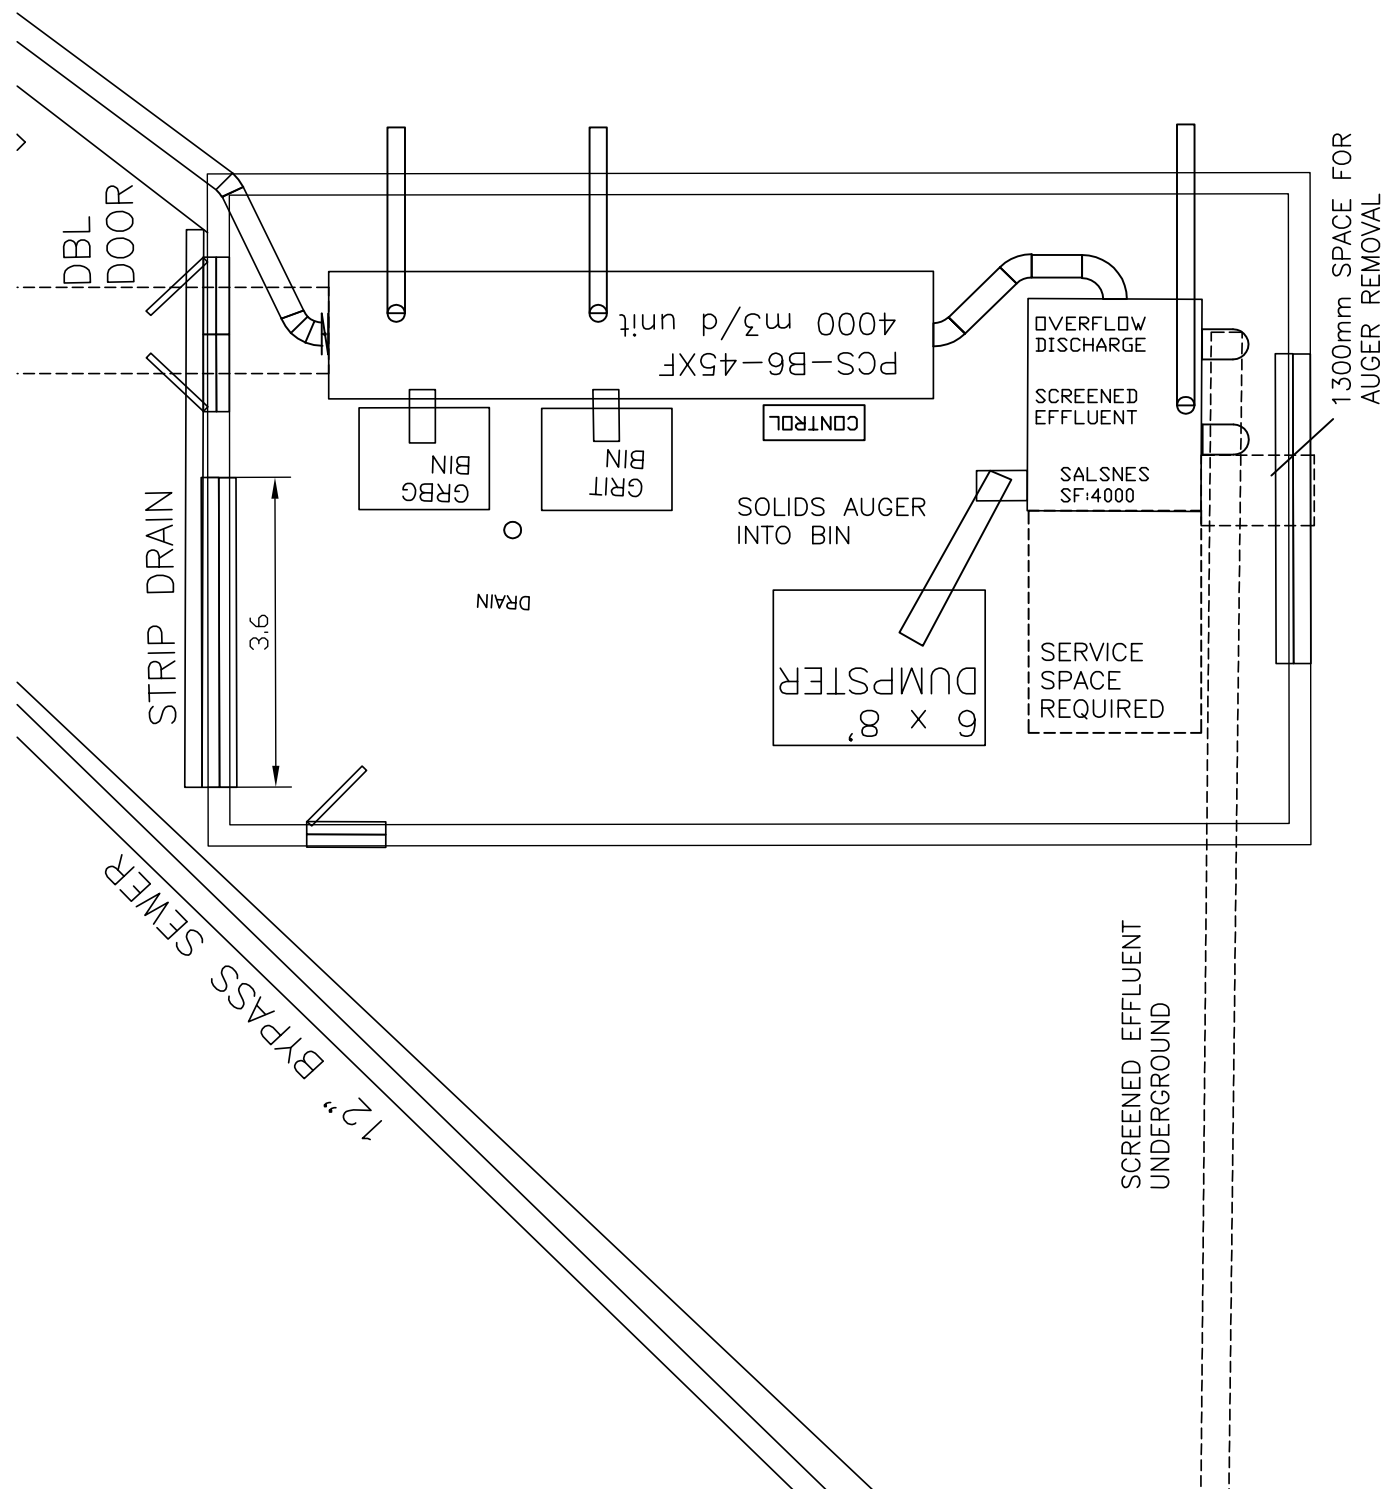 DBL
DOOR
1300mm SPACE FOR
AUGER REMOVAL
PCS-B6-45XF
4000 m3/d unit
OVERFLOW
DISCHARGE
SCREENED
EFFLUENT
SALSNES
SF:4000
CONTROL
GRBG
BIN
GRIT
BIN
SOLIDS AUGER
INTO BIN
DRAIN
STRIP DRAIN
3.6
6 x 8'
DUMPSTER
SERVICE
SPACE
REQUIRED
12" BYPASS SEWER
SCREENED EFFLUENT
UNDERGROUND